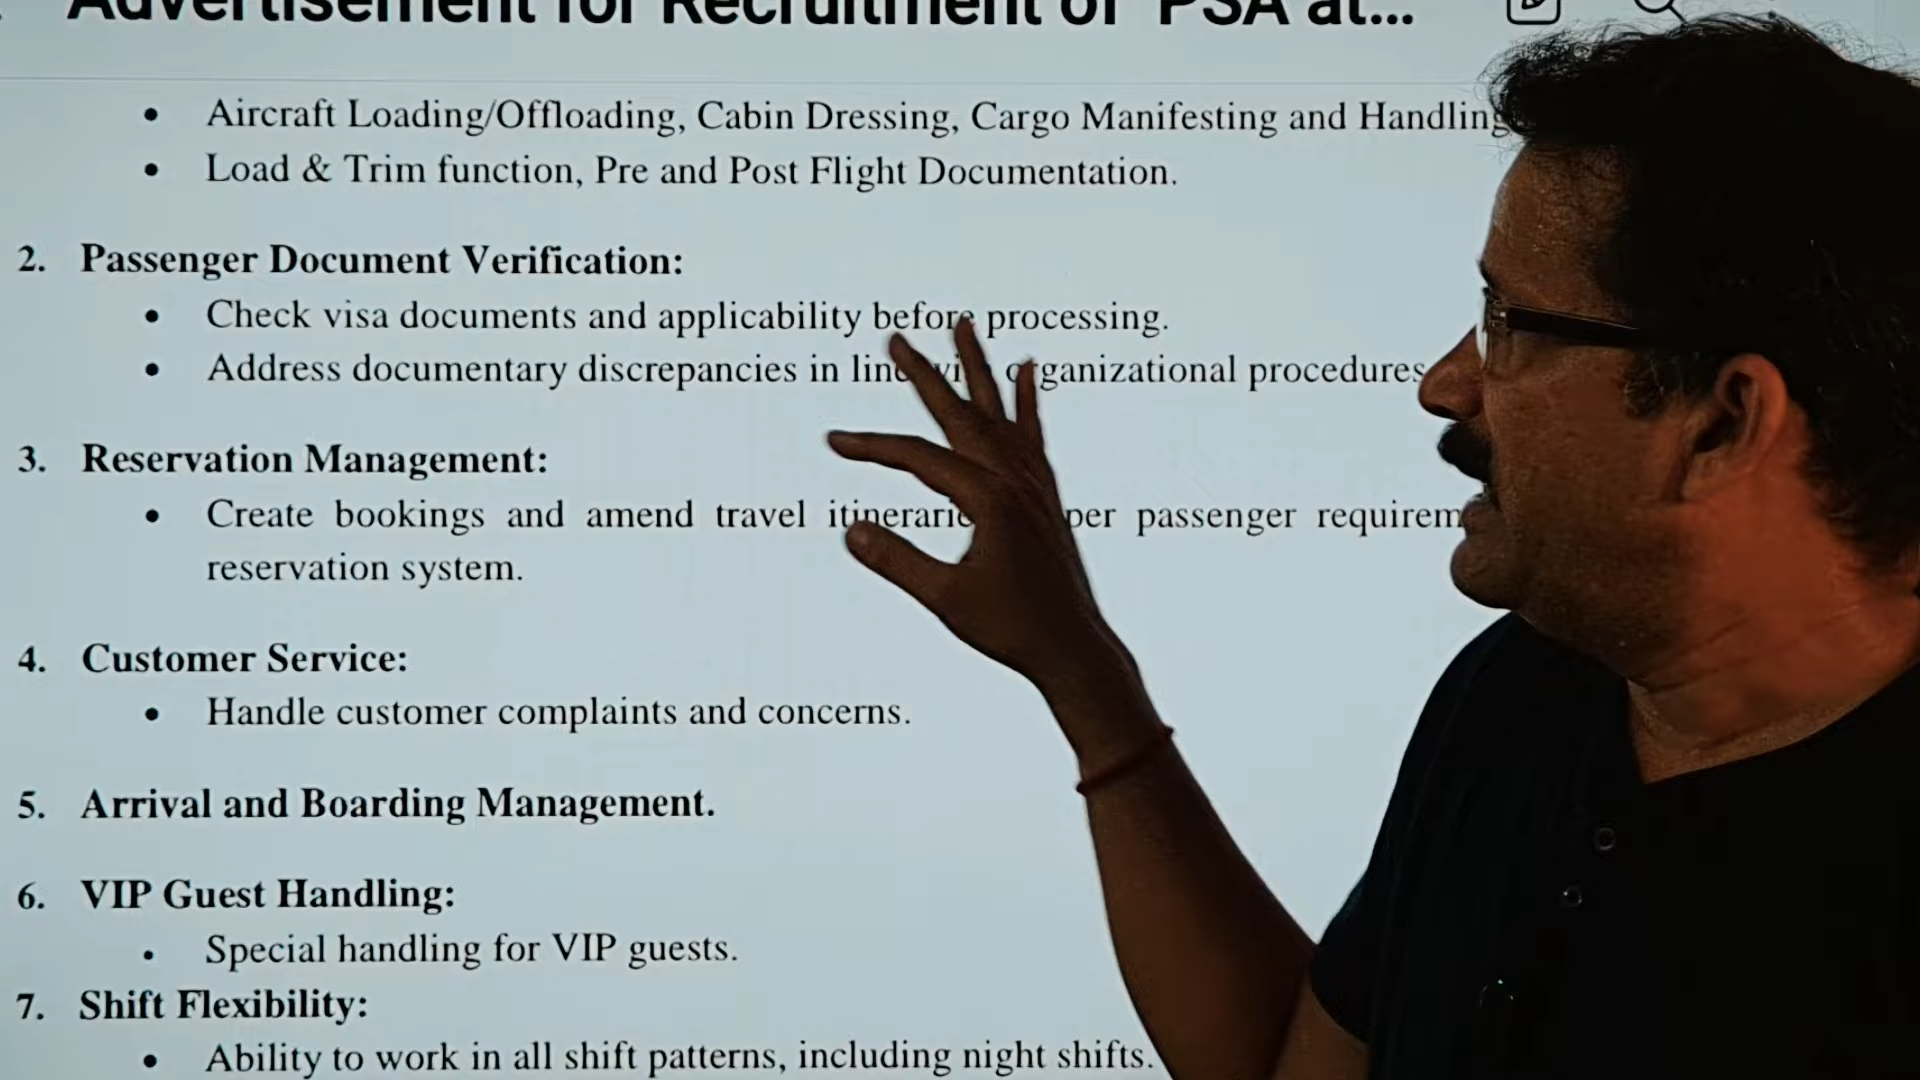 Advertisement for Recruitment of PSA at...
• Aircraft Loading/Offloading, Cabin Dressing, Cargo Manifesting and Handling
• Load & Trim function, Pre and Post Flight Documentation.
2. Passenger Document Verification:
• Check visa documents and applicability before processing.
• Address documentary discrepancies in line with organizational procedures
3. Reservation Management:
• Create bookings and amend travel itineraries per passenger requirem
reservation system.
4. Customer Service:
• Handle customer complaints and concerns.
5. Arrival and Boarding Management.
6. VIP Guest Handling:
• Special handling for VIP guests.
7. Shift Flexibility:
• Ability to work in all shift patterns, including night shifts.